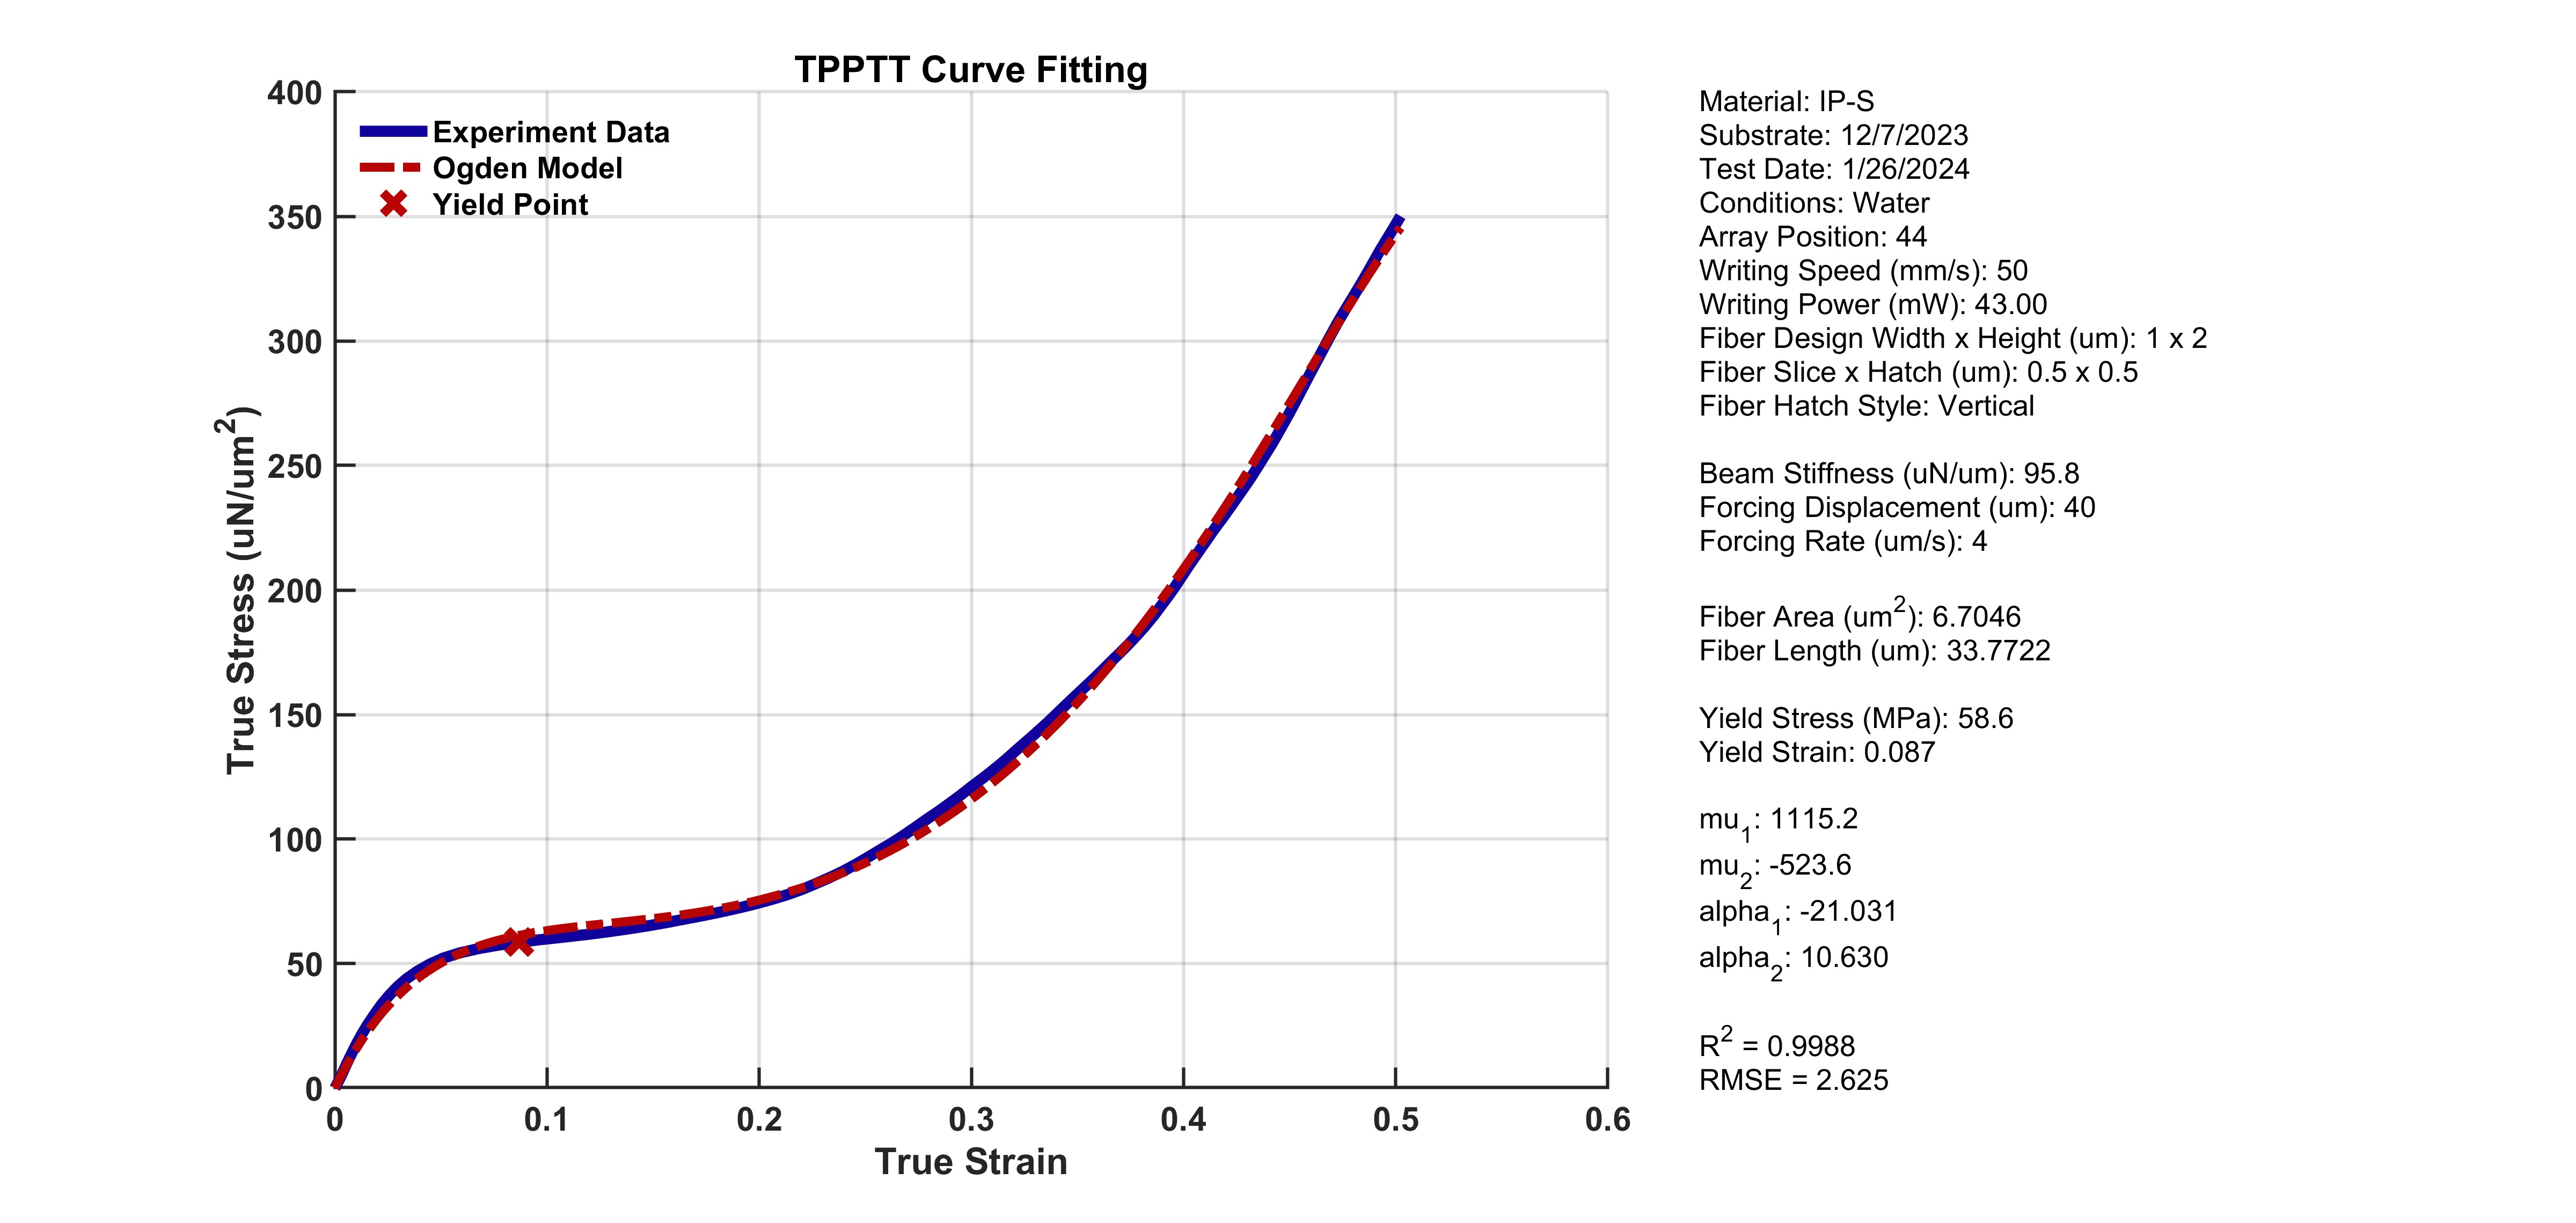 TPPTT Curve Fitting
400
350
300
250
200
150
100
50
0
True Stress (uN/um²)
Experiment Data
Ogden Model
Yield Point
0 0.1 0.2 0.3 0.4 0.5 0.6
True Strain
Material: IP-S
Substrate: 12/7/2023
Test Date: 1/26/2024
Conditions: Water
Array Position: 44
Writing Speed (mm/s): 50
Writing Power (mW): 43.00
Fiber Design Width x Height (um): 1 x 2
Fiber Slice x Hatch (um): 0.5 x 0.5
Fiber Hatch Style: Vertical
Beam Stiffness (uN/um): 95.8
Forcing Displacement (um): 40
Forcing Rate (um/s): 4
Fiber Area (um²): 6.7046
Fiber Length (um): 33.7722
Yield Stress (MPa): 58.6
Yield Strain: 0.087
mu₁: 1115.2
mu₂: -523.6
alpha₁: -21.031
alpha₂: 10.630
R² = 0.9988
RMSE = 2.625